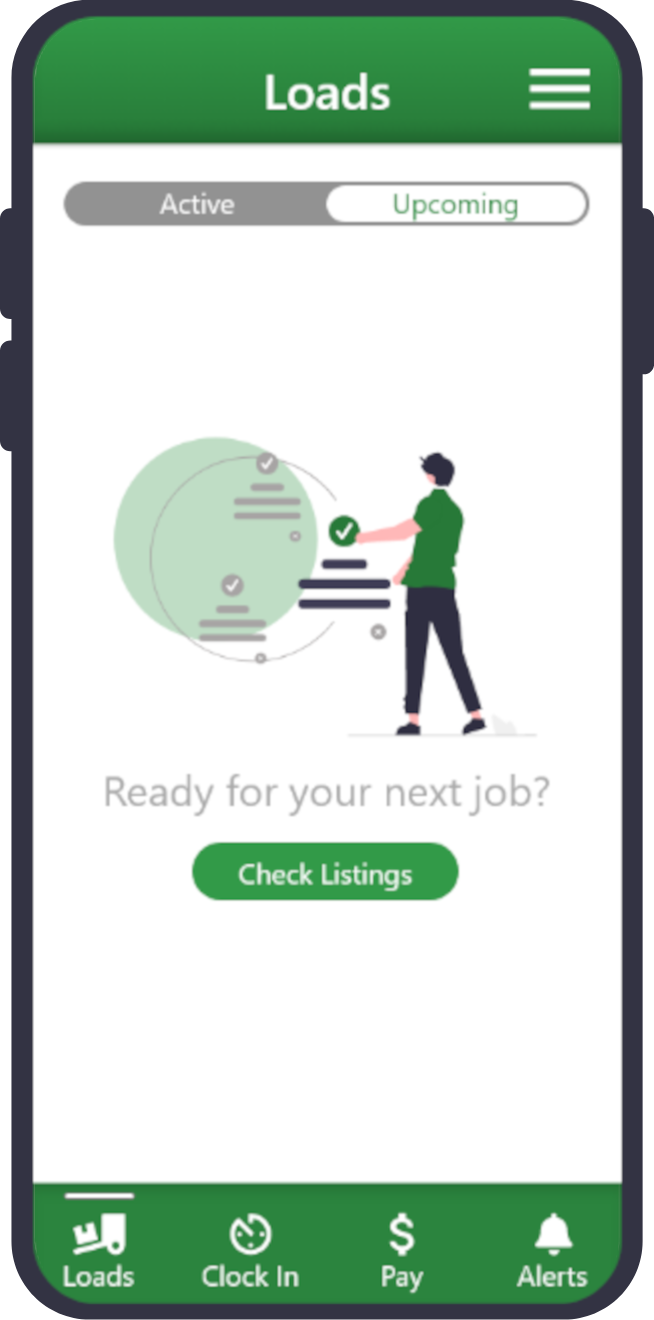 Loads
Active
Upcoming
Ready for your next job?
Check Listings
Loads
Clock In
Pay
Alerts